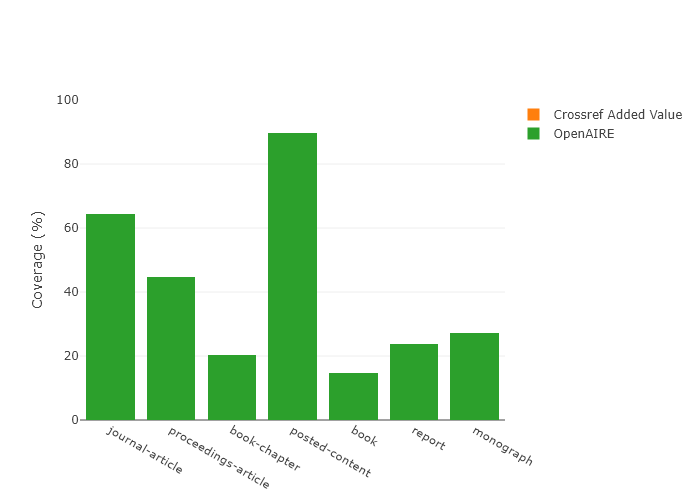 100
80
60
40
20
0
Coverage (%)
journal-article
proceedings-article
book-chapter
posted-content
book
report
monograph
Crossref Added Value
OpenAIRE